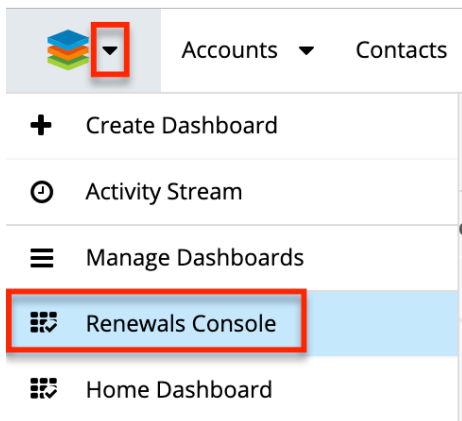 Accounts Contacts
Create Dashboard
Activity Stream
Manage Dashboards
Renewals Console
Home Dashboard